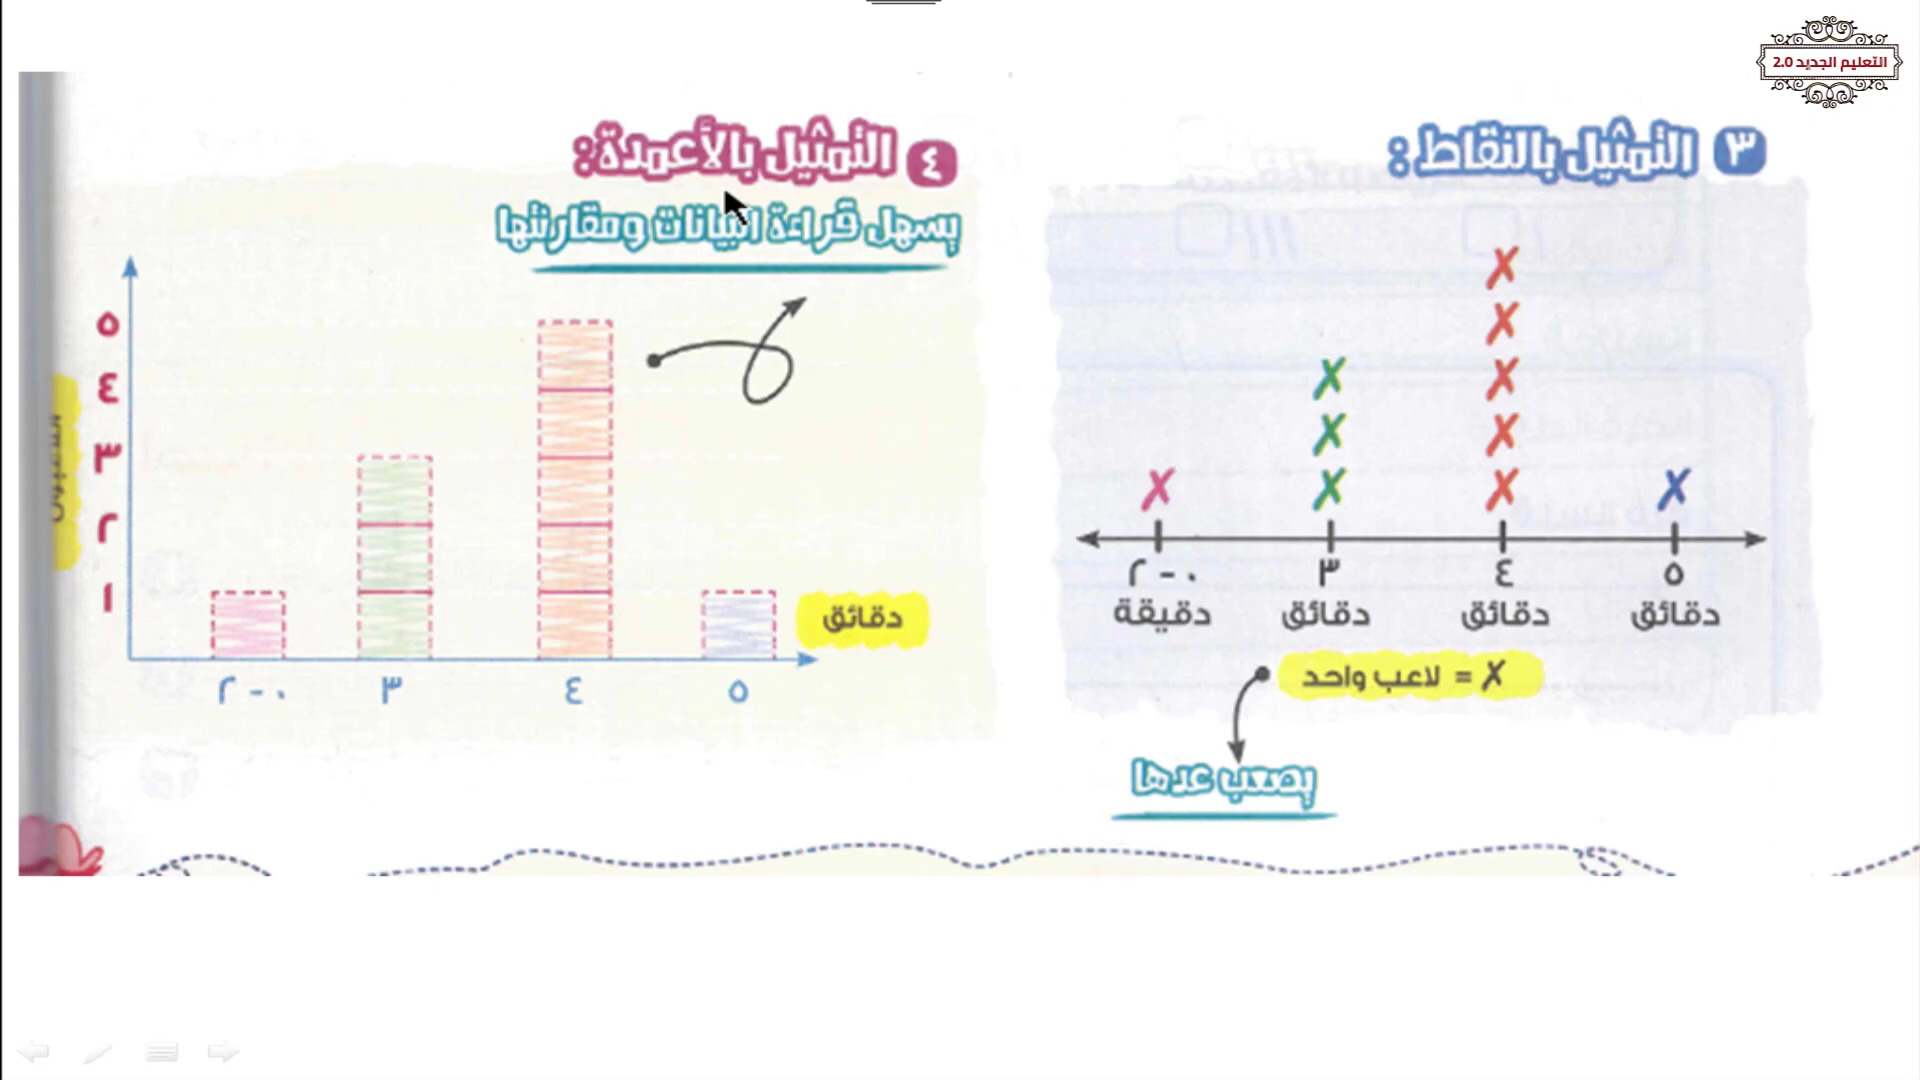 التعليم الجديد 2.0
٣ التمثيل بالنقاط:
٠ - ٢ ٣ ٤ ٥
دقيقة دقائق دقائق دقائق
✗ = لاعب واحد
يصعب عدها
٤ التمثيل بالأعمدة:
يسهل قراءة البيانات ومقارنتها
٥
٤
٣
٢
١
دقائق
٠ - ٢ ٣ ٤ ٥